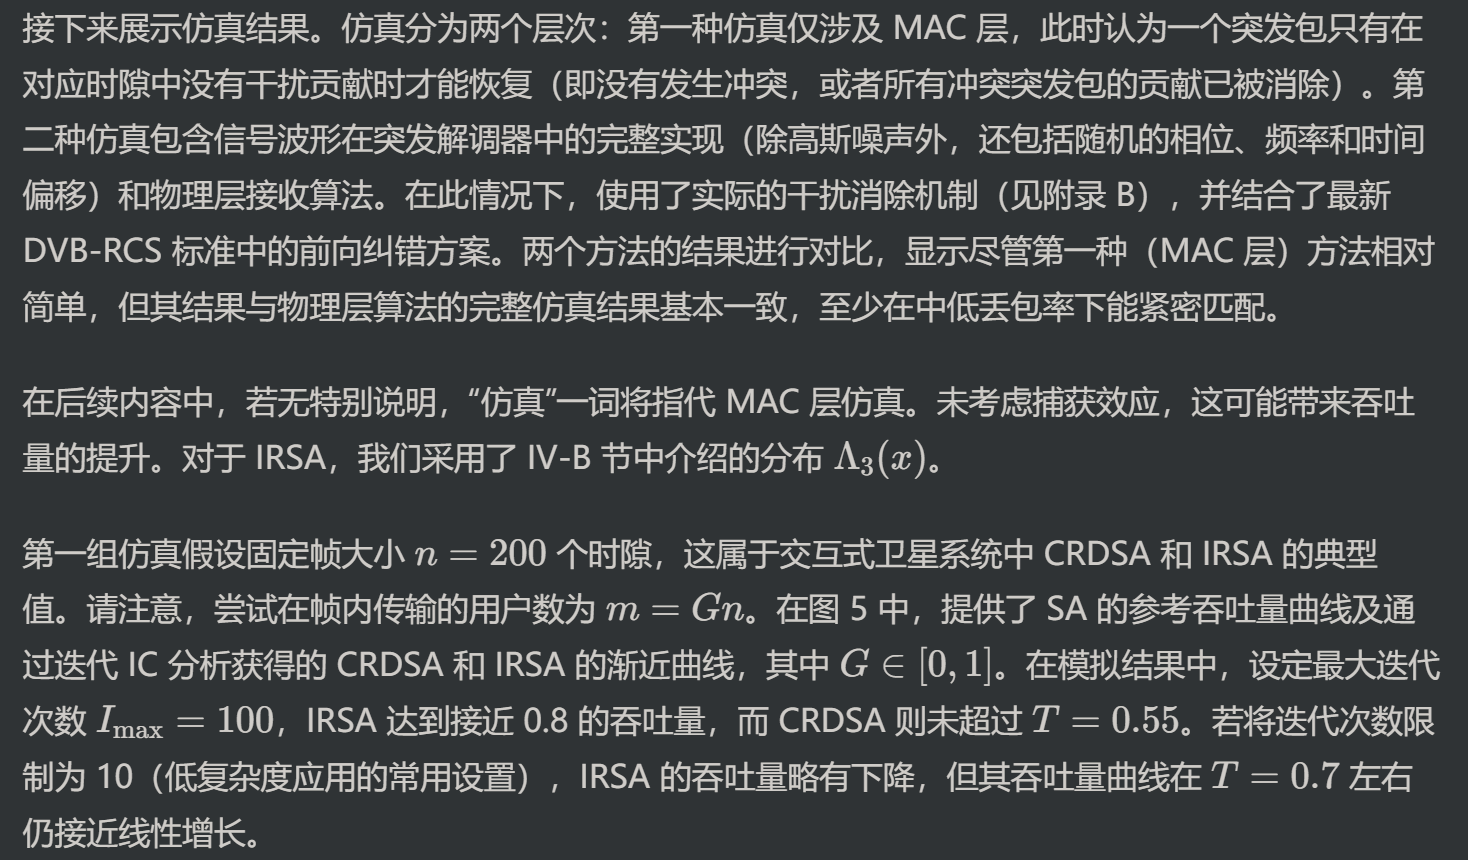 接下来展示仿真结果。仿真分为两个层次：第一种仿真仅涉及 MAC 层，此时认为一个突发包只有在
对应时隙中没有干扰贡献时才能恢复（即没有发生冲突，或者所有冲突突发包的贡献已被消除）。第
二种仿真包含信号波形在突发解调器中的完整实现（除高斯噪声外，还包括随机的相位、频率和时间
偏移）和物理层接收算法。在此情况下，使用了实际的干扰消除机制（见附录 B），并结合了最新
DVB-RCS 标准中的前向纠错方案。两个方法的结果进行对比，显示尽管第一种（MAC 层）方法相对
简单，但其结果与物理层算法的完整仿真结果基本一致，至少在中低丢包率下能紧密匹配。
在后续内容中，若无特别说明，“仿真”一词将指代 MAC 层仿真。未考虑捕获效应，这可能带来吞吐
量的提升。对于 IRSA，我们采用了 IV-B 节中介绍的分布 Λ₃(x)。
第一组仿真假设固定帧大小 n = 200 个时隙，这属于交互式卫星系统中 CRDSA 和 IRSA 的典型
值。请注意，尝试在帧内传输的用户数为 m = Gn。在图 5 中，提供了 SA 的参考吞吐量曲线及通
过迭代 IC 分析获得的 CRDSA 和 IRSA 的渐近曲线，其中 G ∈ [0, 1]。在模拟结果中，设定最大迭代
次数 I_max = 100，IRSA 达到接近 0.8 的吞吐量，而 CRDSA 则未超过 T = 0.55。若将迭代次数限
制为 10（低复杂度应用的常用设置），IRSA 的吞吐量略有下降，但其吞吐量曲线在 T = 0.7 左右
仍接近线性增长。